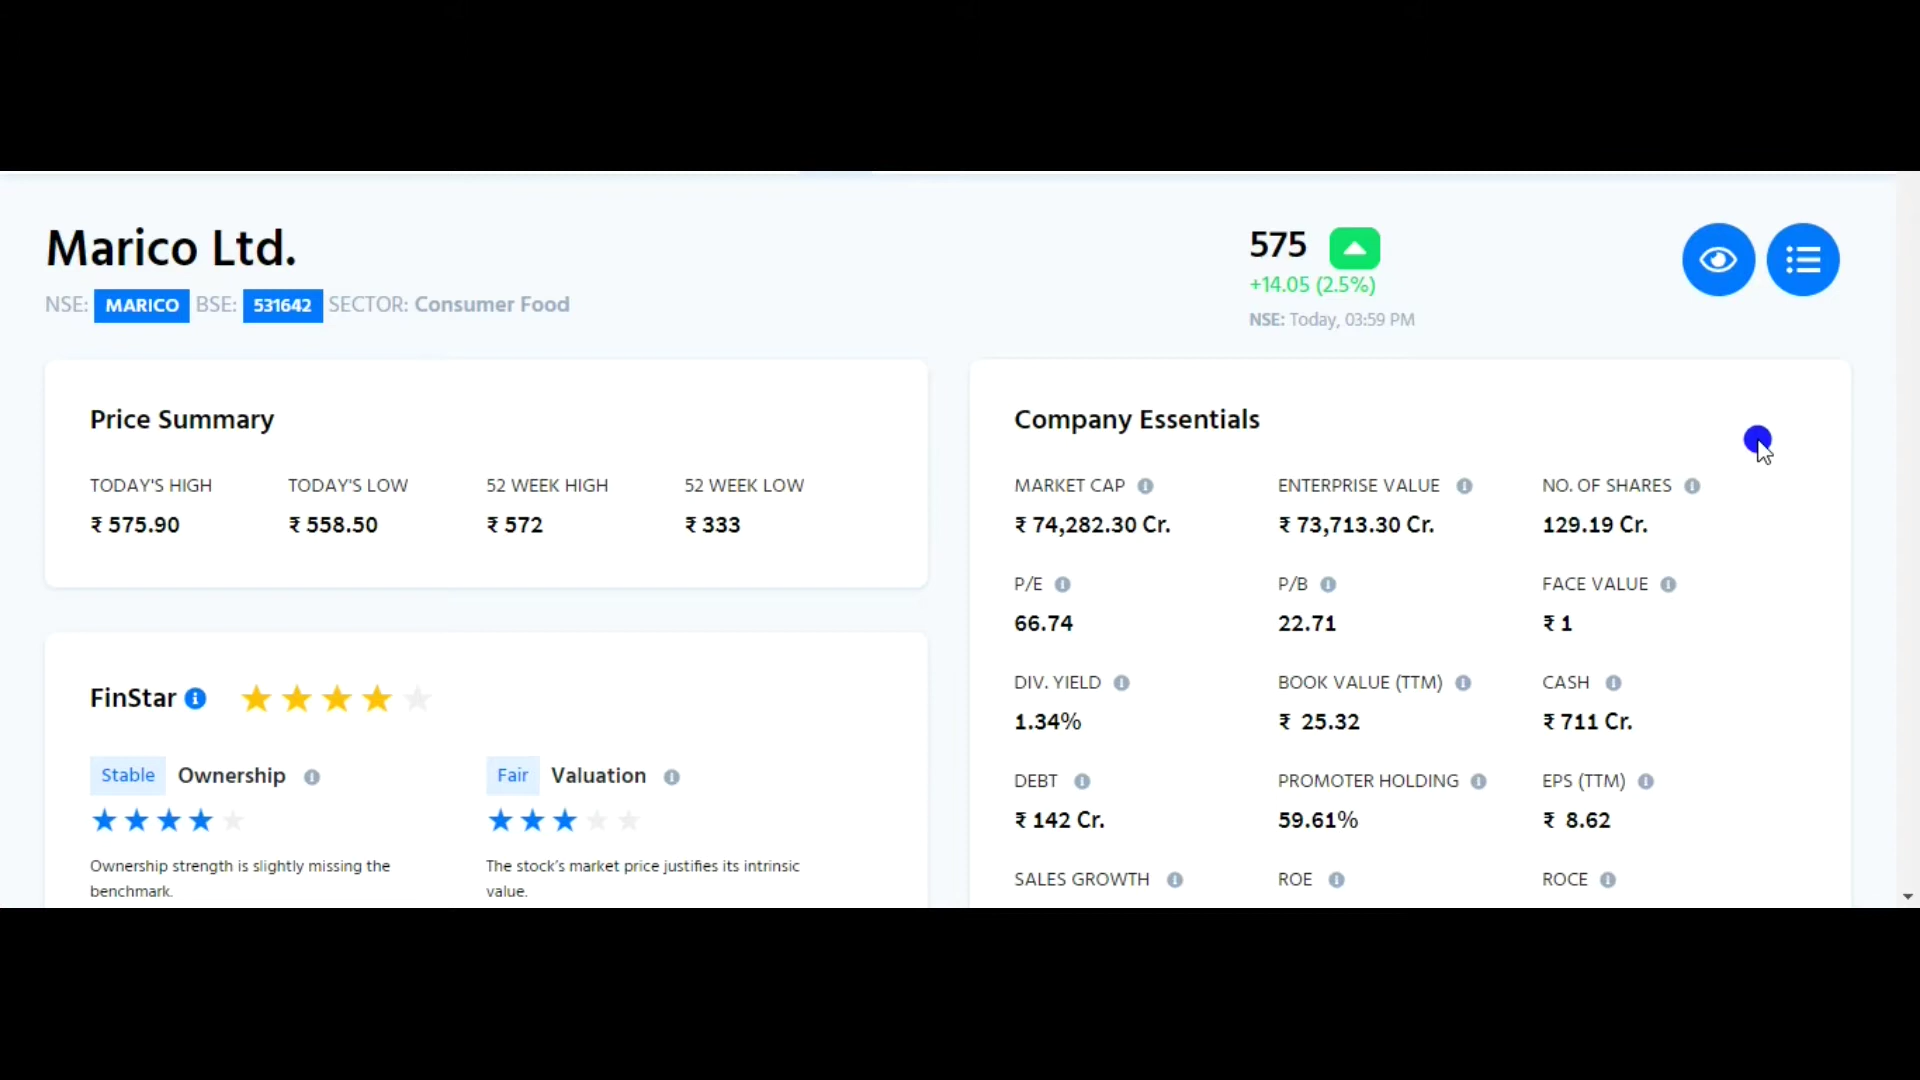 Marico Ltd.
NSE: MARICO BSE: 531642 SECTOR: Consumer Food
575
+14.05 (2.5%)
NSE: Today, 03:59 PM
Price Summary
TODAY'S HIGH TODAY'S LOW 52 WEEK HIGH 52 WEEK LOW
₹ 575.90 ₹ 558.50 ₹ 572 ₹ 333
FinStar
Stable Ownership
Ownership strength is slightly missing the
benchmark.
Fair Valuation
The stock’s market price justifies its intrinsic
value.
Company Essentials
MARKET CAP ENTERPRISE VALUE NO. OF SHARES
₹ 74,282.30 Cr. ₹ 73,713.30 Cr. 129.19 Cr.
P/E P/B FACE VALUE
66.74 22.71 ₹ 1
DIV. YIELD BOOK VALUE (TTM) CASH
1.34% ₹ 25.32 ₹ 711 Cr.
DEBT PROMOTER HOLDING EPS (TTM)
₹ 142 Cr. 59.61% ₹ 8.62
SALES GROWTH ROE ROCE